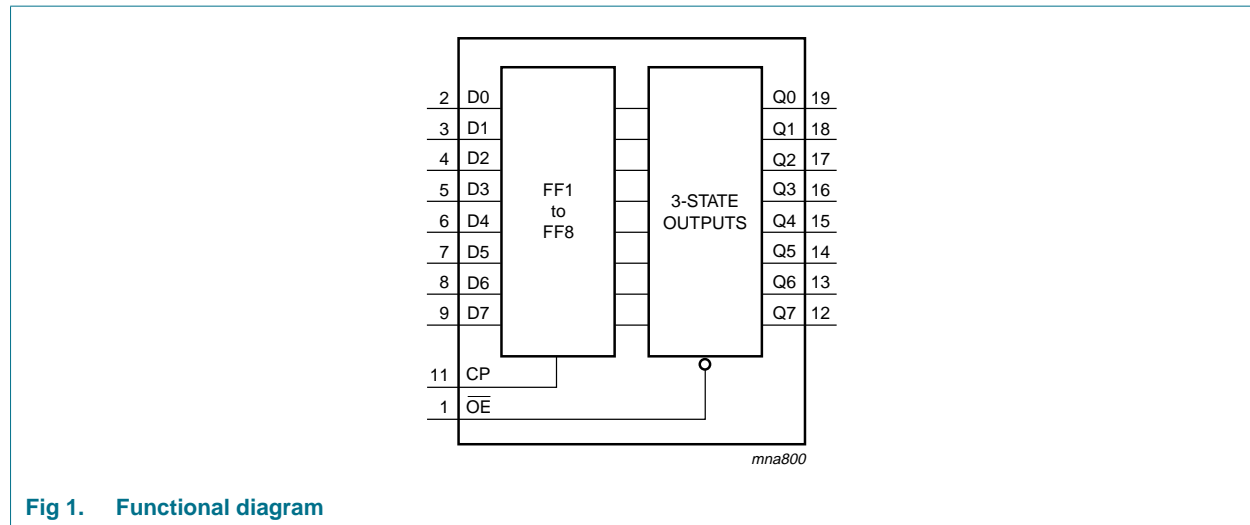 2 D0 Q0 19
3 D1 Q1 18
4 D2 Q2 17
5 D3 Q3 16
6 D4 Q4 15
7 D5 Q5 14
8 D6 Q6 13
9 D7 Q7 12
FF1
to
FF8
3-STATE
OUTPUTS
11 CP
1 O̅E̅
mna800
Fig 1. Functional diagram